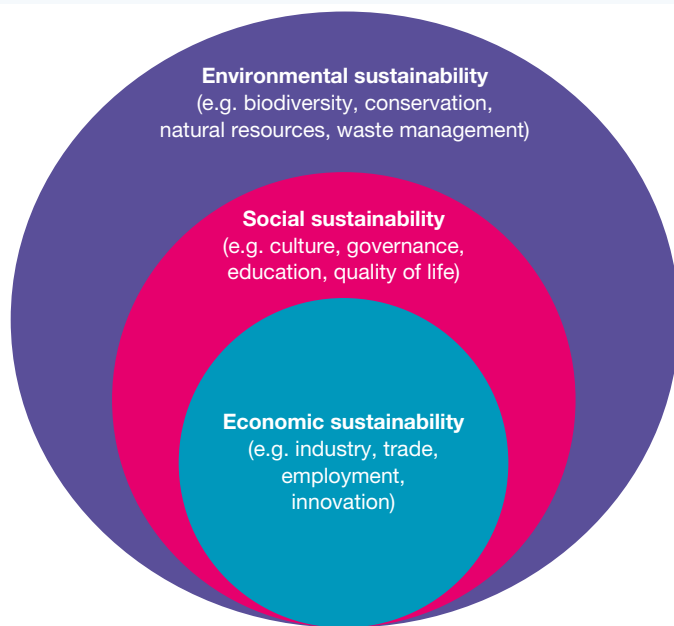 Environmental sustainability
(e.g. biodiversity, conservation,
natural resources, waste management)
Social sustainability
(e.g. culture, governance,
education, quality of life)
Economic sustainability
(e.g. industry, trade,
employment,
innovation)